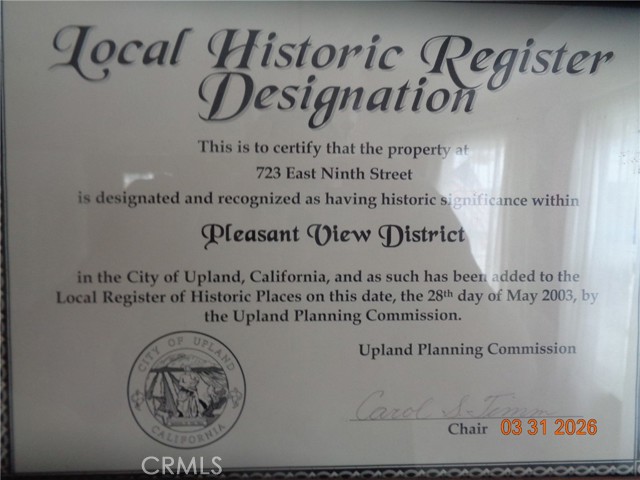 Local Historic Register
Designation
This is to certify that the property at
723 East Ninth Street
is designated and recognized as having historic significance within
Pleasant View District
in the City of Upland, California, and as such has been added to the
Local Register of Historic Places on this date, the 28th day of May 2003, by
the Upland Planning Commission.
Upland Planning Commission
CITY OF UPLAND
CALIFORNIA
Carol S. Timm
Chair
03 31 2026
CRMLS